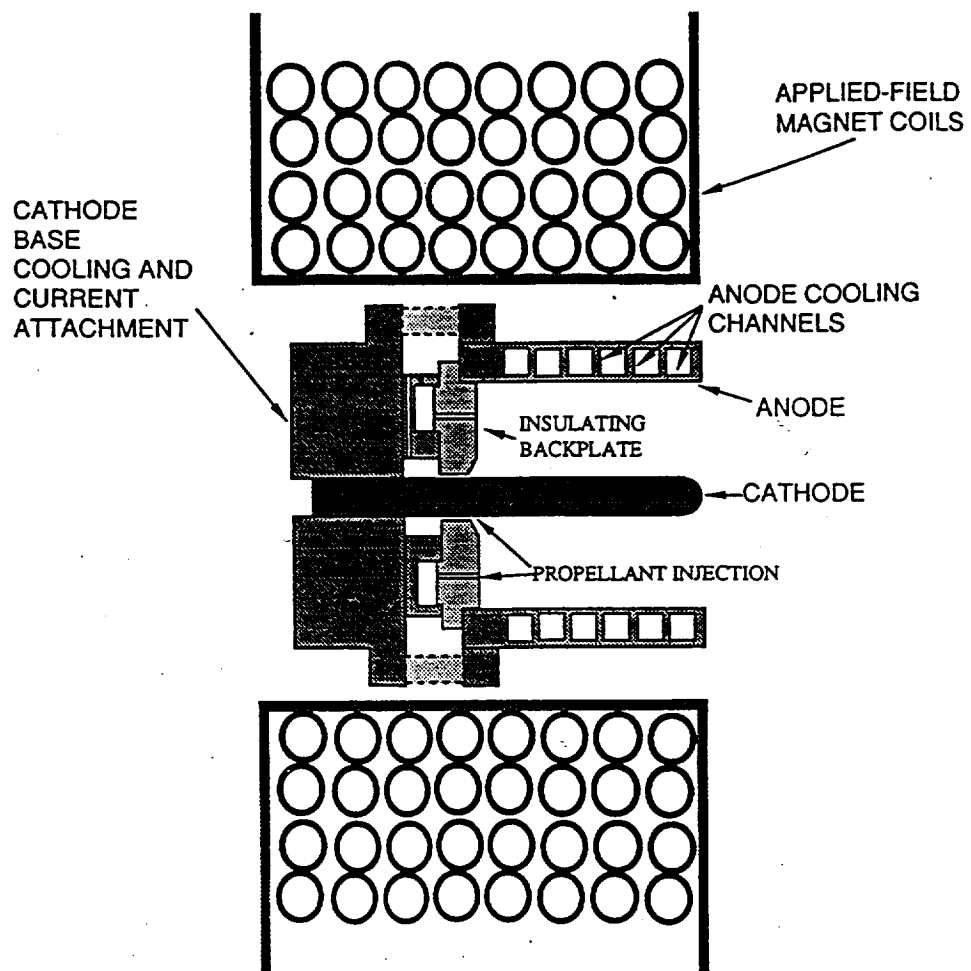 APPLIED-FIELD
MAGNET COILS
CATHODE
BASE
COOLING AND
CURRENT
ATTACHMENT
ANODE COOLING
CHANNELS
ANODE
INSULATING
BACKPLATE
CATHODE
PROPELLANT INJECTION